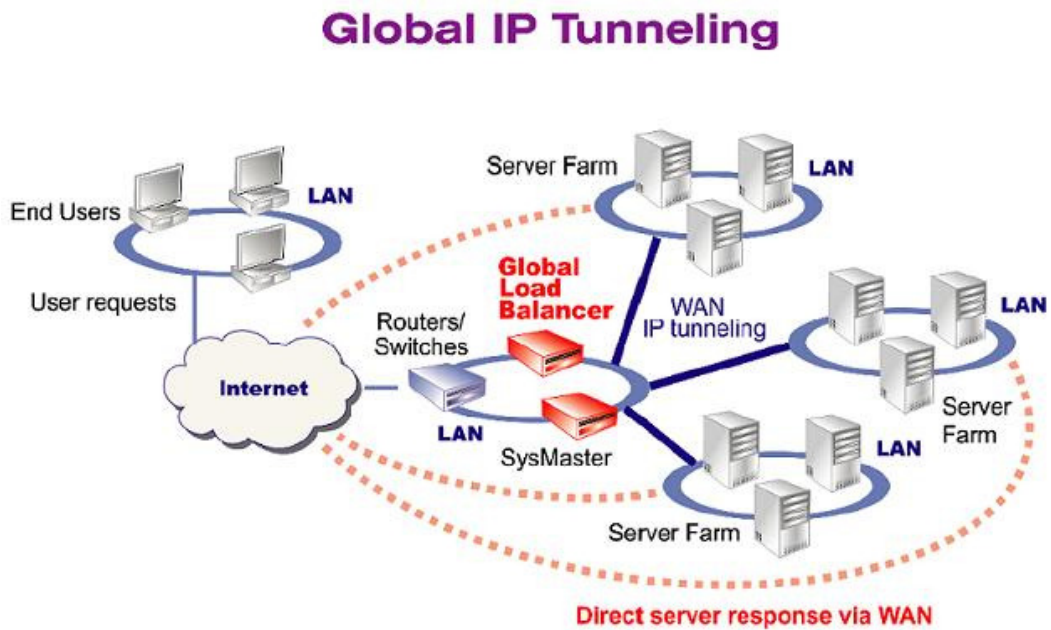 Global IP Tunneling
Server Farm
LAN
LAN
End Users
User requests
Global
Load
Balancer
WAN
IP tunneling
LAN
Routers/
Switches
Internet
LAN
SysMaster
Server
Farm
LAN
Server Farm
Direct server response via WAN